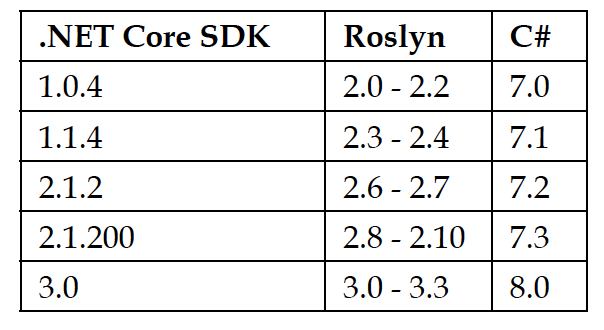 .NET Core SDK Roslyn C#
1.0.4 2.0 - 2.2 7.0
1.1.4 2.3 - 2.4 7.1
2.1.2 2.6 - 2.7 7.2
2.1.200 2.8 - 2.10 7.3
3.0 3.0 - 3.3 8.0